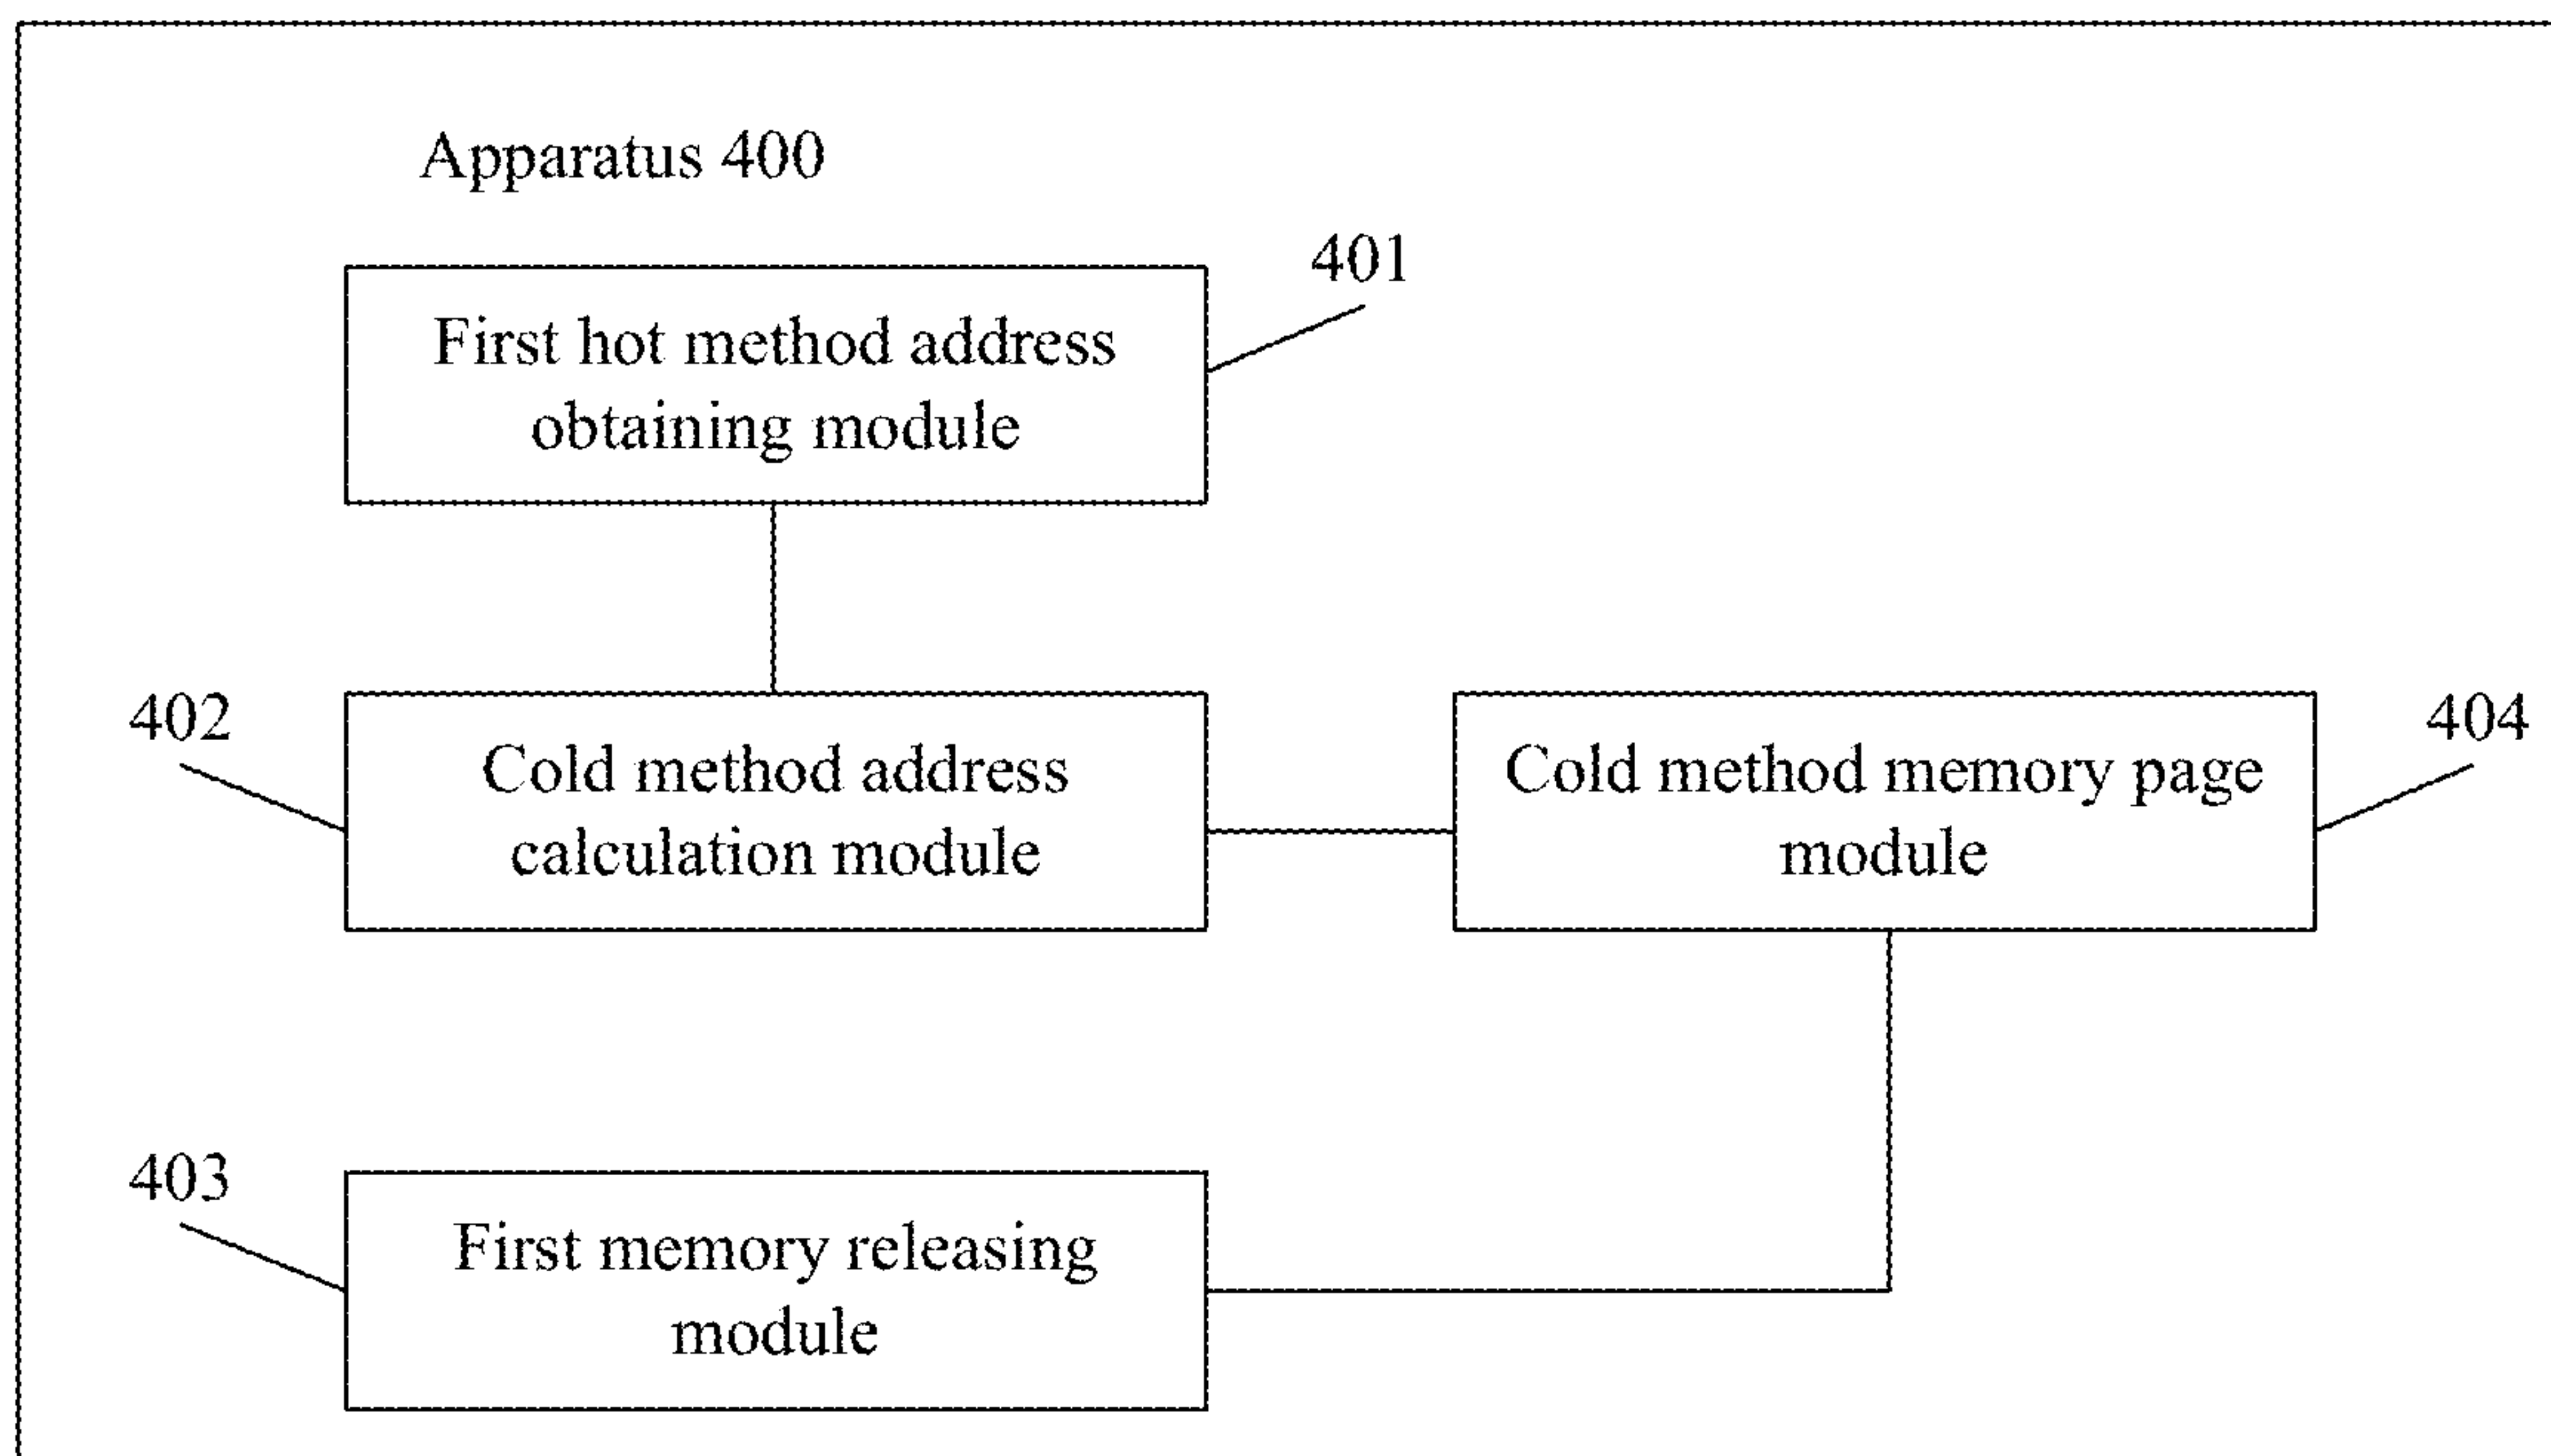 Apparatus 400
401
First hot method address
obtaining module
402
Cold method address
calculation module
404
Cold method memory page
module
403
First memory releasing
module